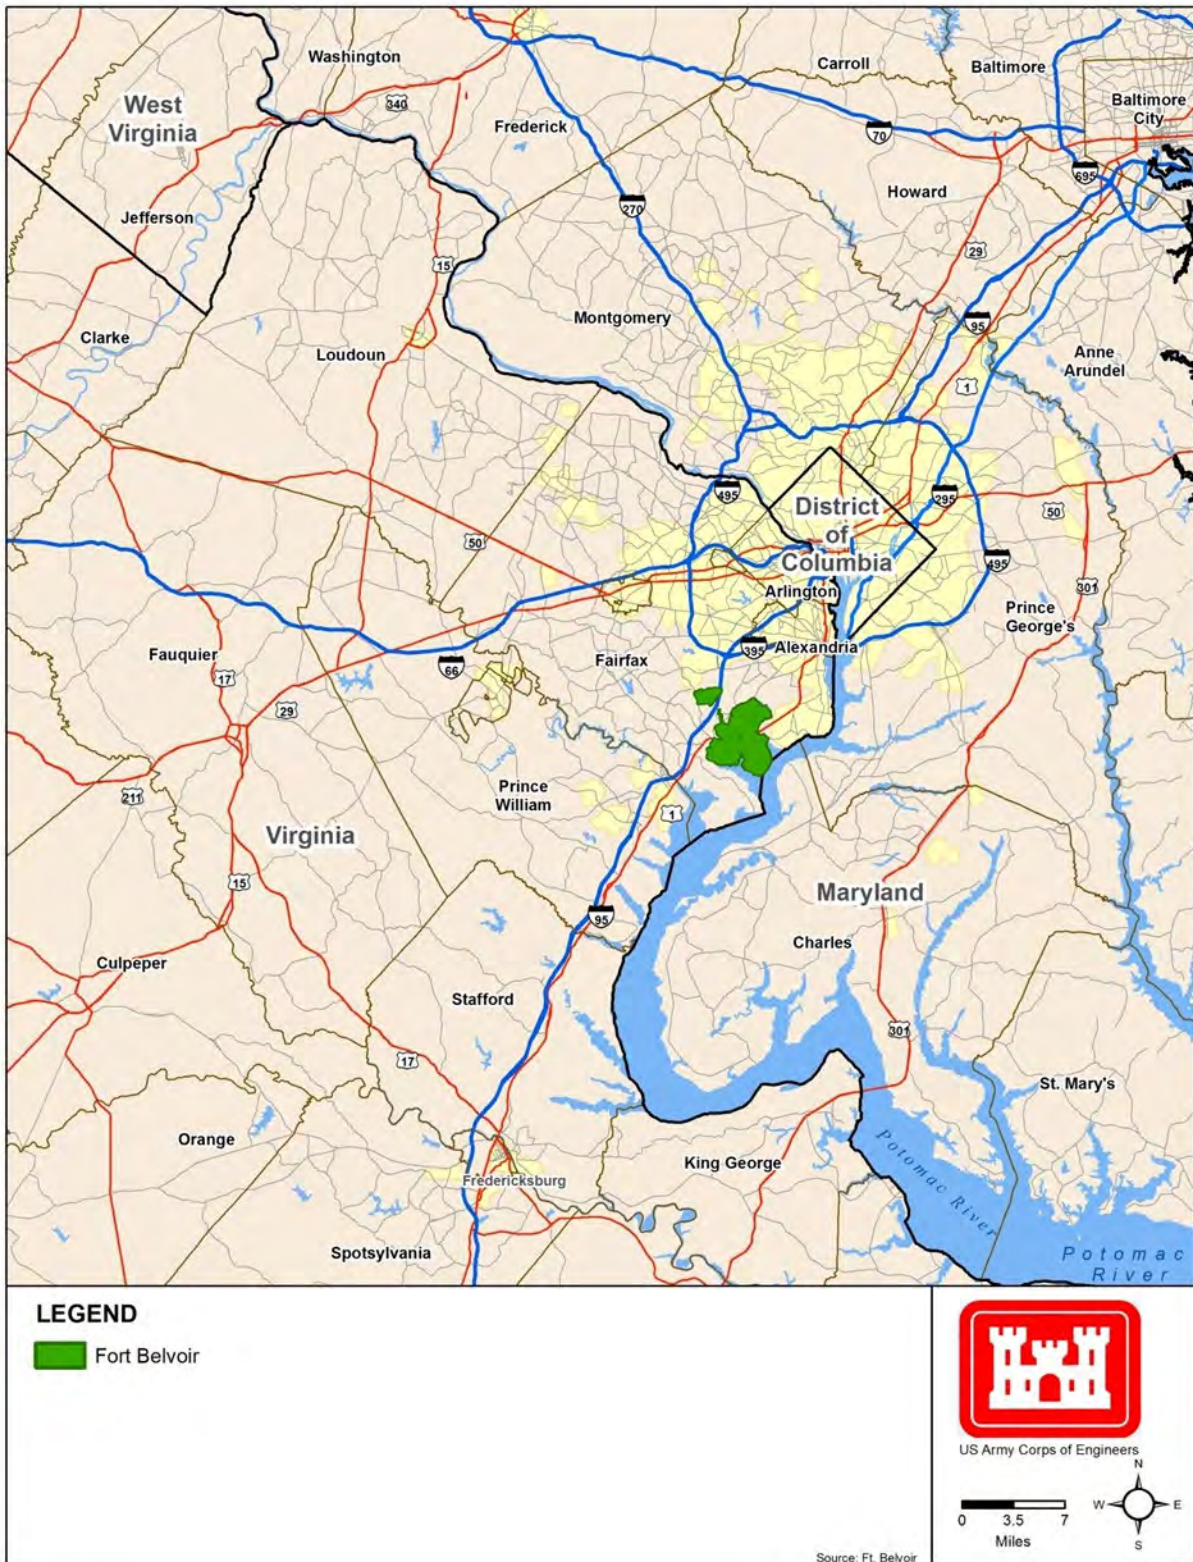 Washington
Carroll
Baltimore
West
Virginia
340
Frederick
Baltimore
City
70
695
Howard
Jefferson
270
29
15
Montgomery
95
Clarke
Loudoun
Anne
Arundel
1
495
295
District
of
Columbia
50
50
495
Arlington
301
Prince
George's
Fauquier
66
Fairfax
395
Alexandria
17
29
Prince
William
211
1
Virginia
15
Maryland
95
Charles
Culpeper
Stafford
301
17
St. Mary's
Orange
King George
Potomac River
Fredericksburg
Spotsylvania
Potomac
River
LEGEND
Fort Belvoir
US Army Corps of Engineers
N
W E
S
0 3.5 7
Miles
Source: Ft. Belvoir